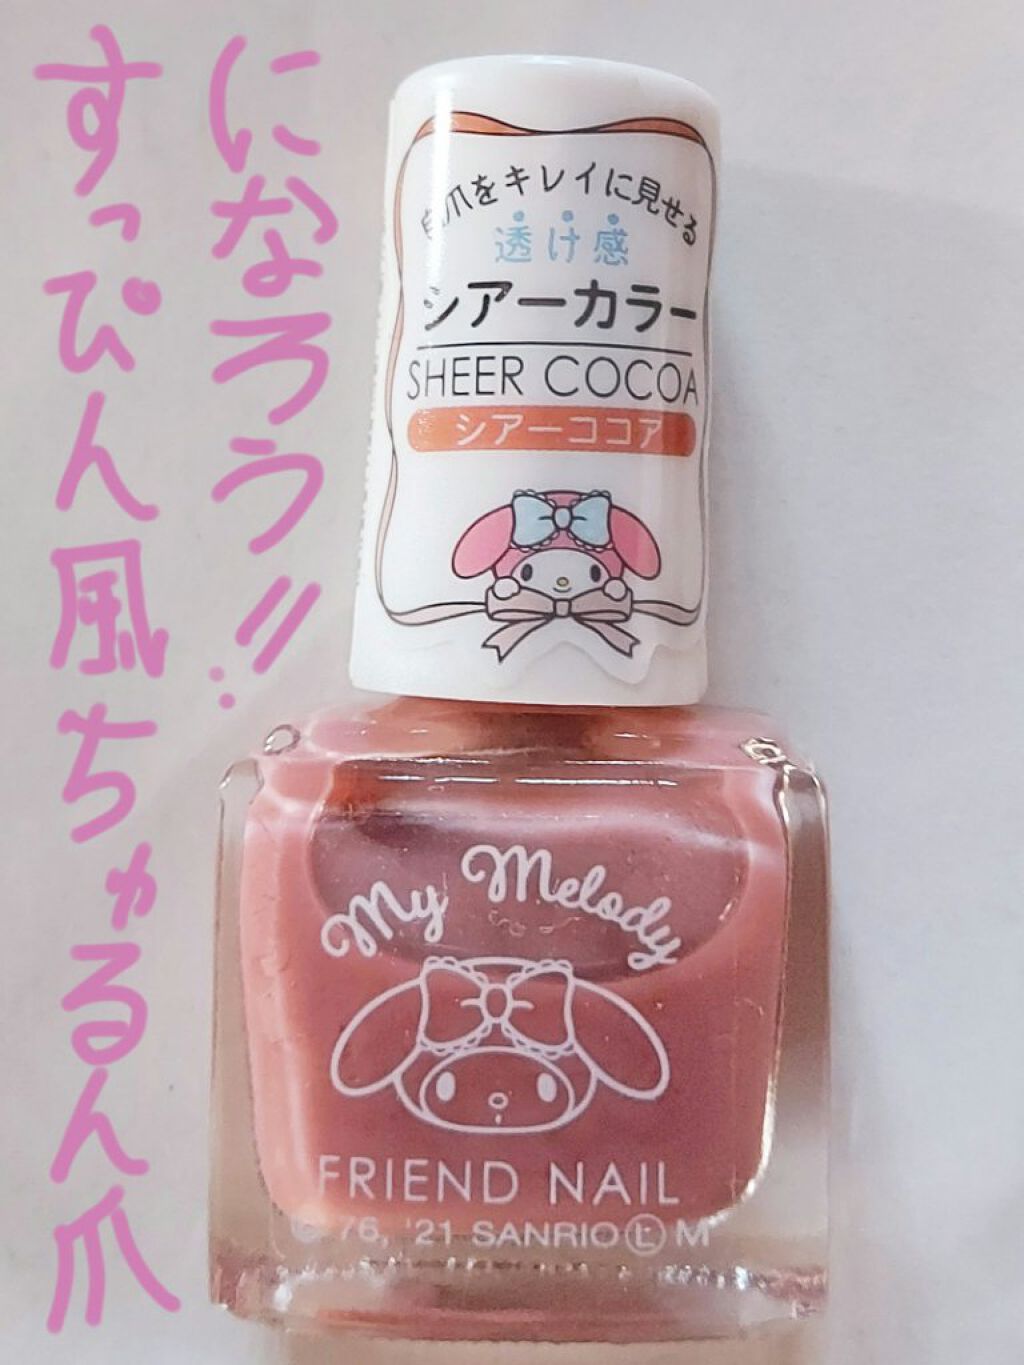 になろう!!
すっぴん風ちゅるん爪
自爪をキレイに見せる
透け感
シアーカラー
SHEER COCOA
シアーココア
My Melody
FRIEND NAIL
© '76, '21 SANRIO Ⓛ M